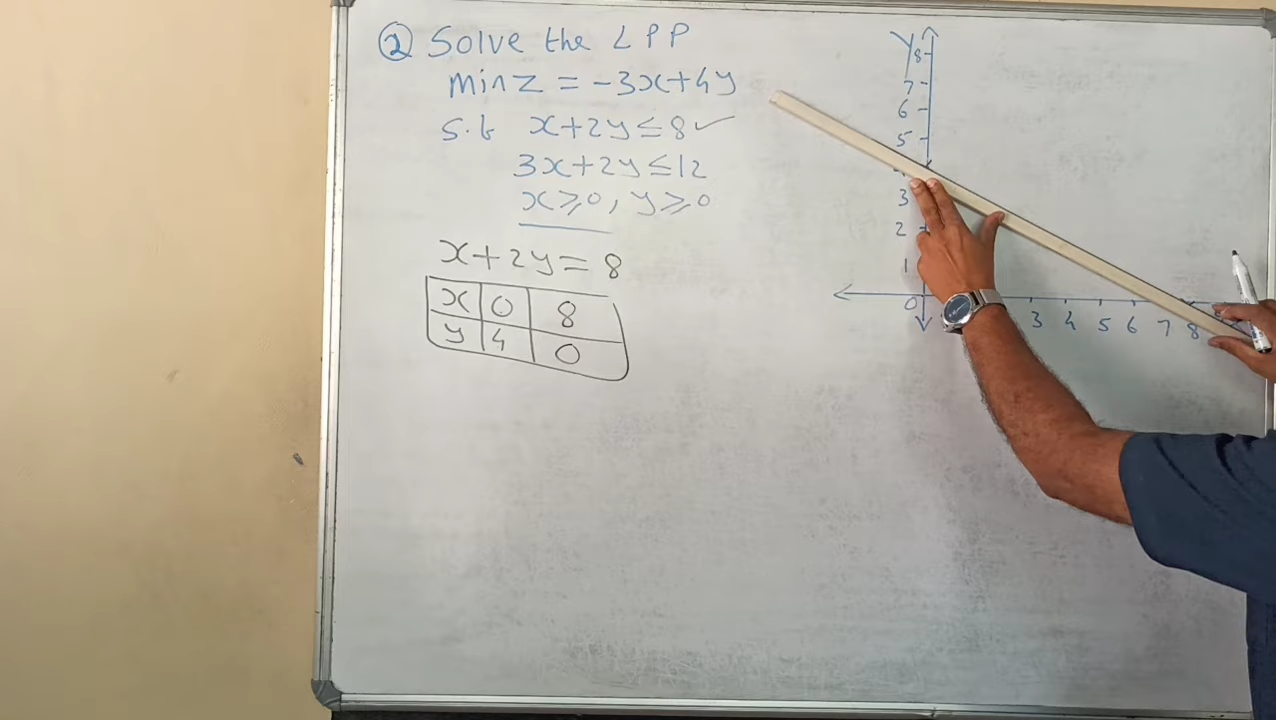 ② Solve the LPP
min Z = -3x+4y
s.t x+2y≤8✓
3x+2y≤12
x≥0, y≥0
x+2y=8
x 0 8
y 4 0
Y
8
7
6
5
3
2
1
0 3 4 5 6 7 8